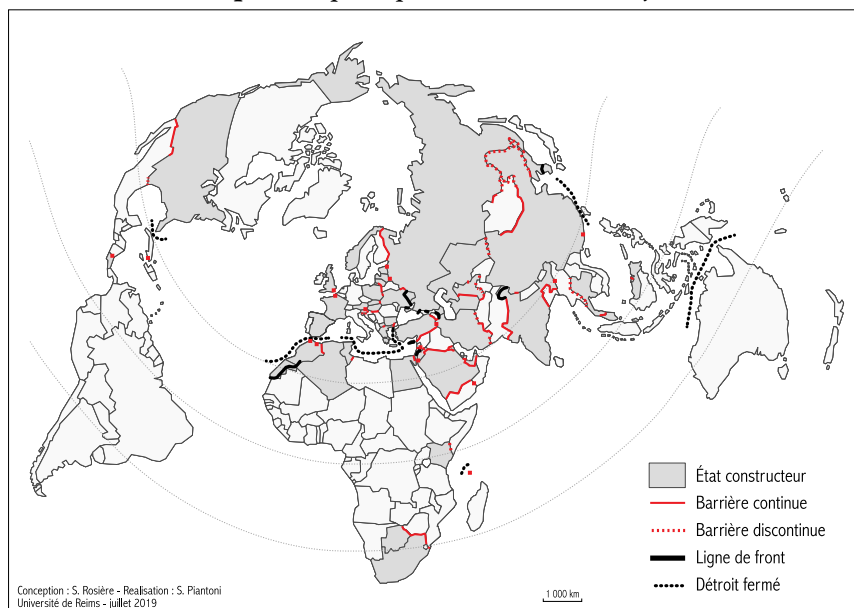 État constructeur
Barrière continue
Barrière discontinue
Ligne de front
Détroit fermé
Conception : S. Rosière - Realisation : S. Piantoni
Université de Reims - juillet 2019
1 000 km